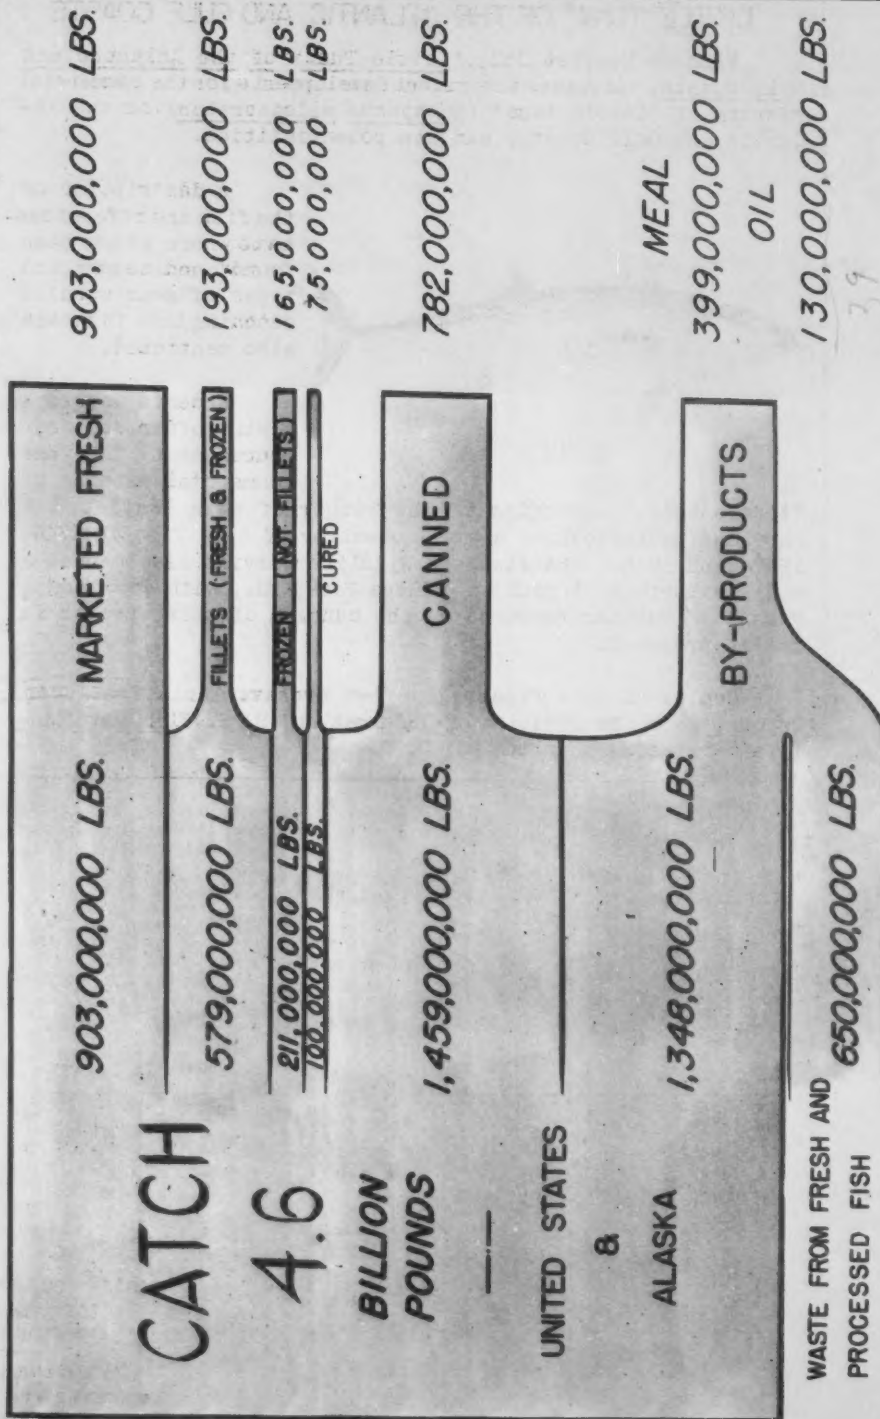 CATCH
4.6
BILLION
POUNDS
UNITED STATES
&
ALASKA
WASTE FROM FRESH AND
PROCESSED FISH
903,000,000 LBS.
579,000,000 LBS.
211,000,000 LBS.
100,000,000 LBS.
1,459,000,000 LBS.
1,348,000,000 LBS.
650,000,000 LBS.
MARKETED FRESH
FILLETS (FRESH & FROZEN)
FROZEN (NOT FILLETS)
CURED
CANNED
BY-PRODUCTS
903,000,000 LBS.
193,000,000 LBS.
165,000,000 LBS.
75,000,000 LBS.
782,000,000 LBS.
MEAL
399,000,000 LBS.
OIL
130,000,000 LBS.